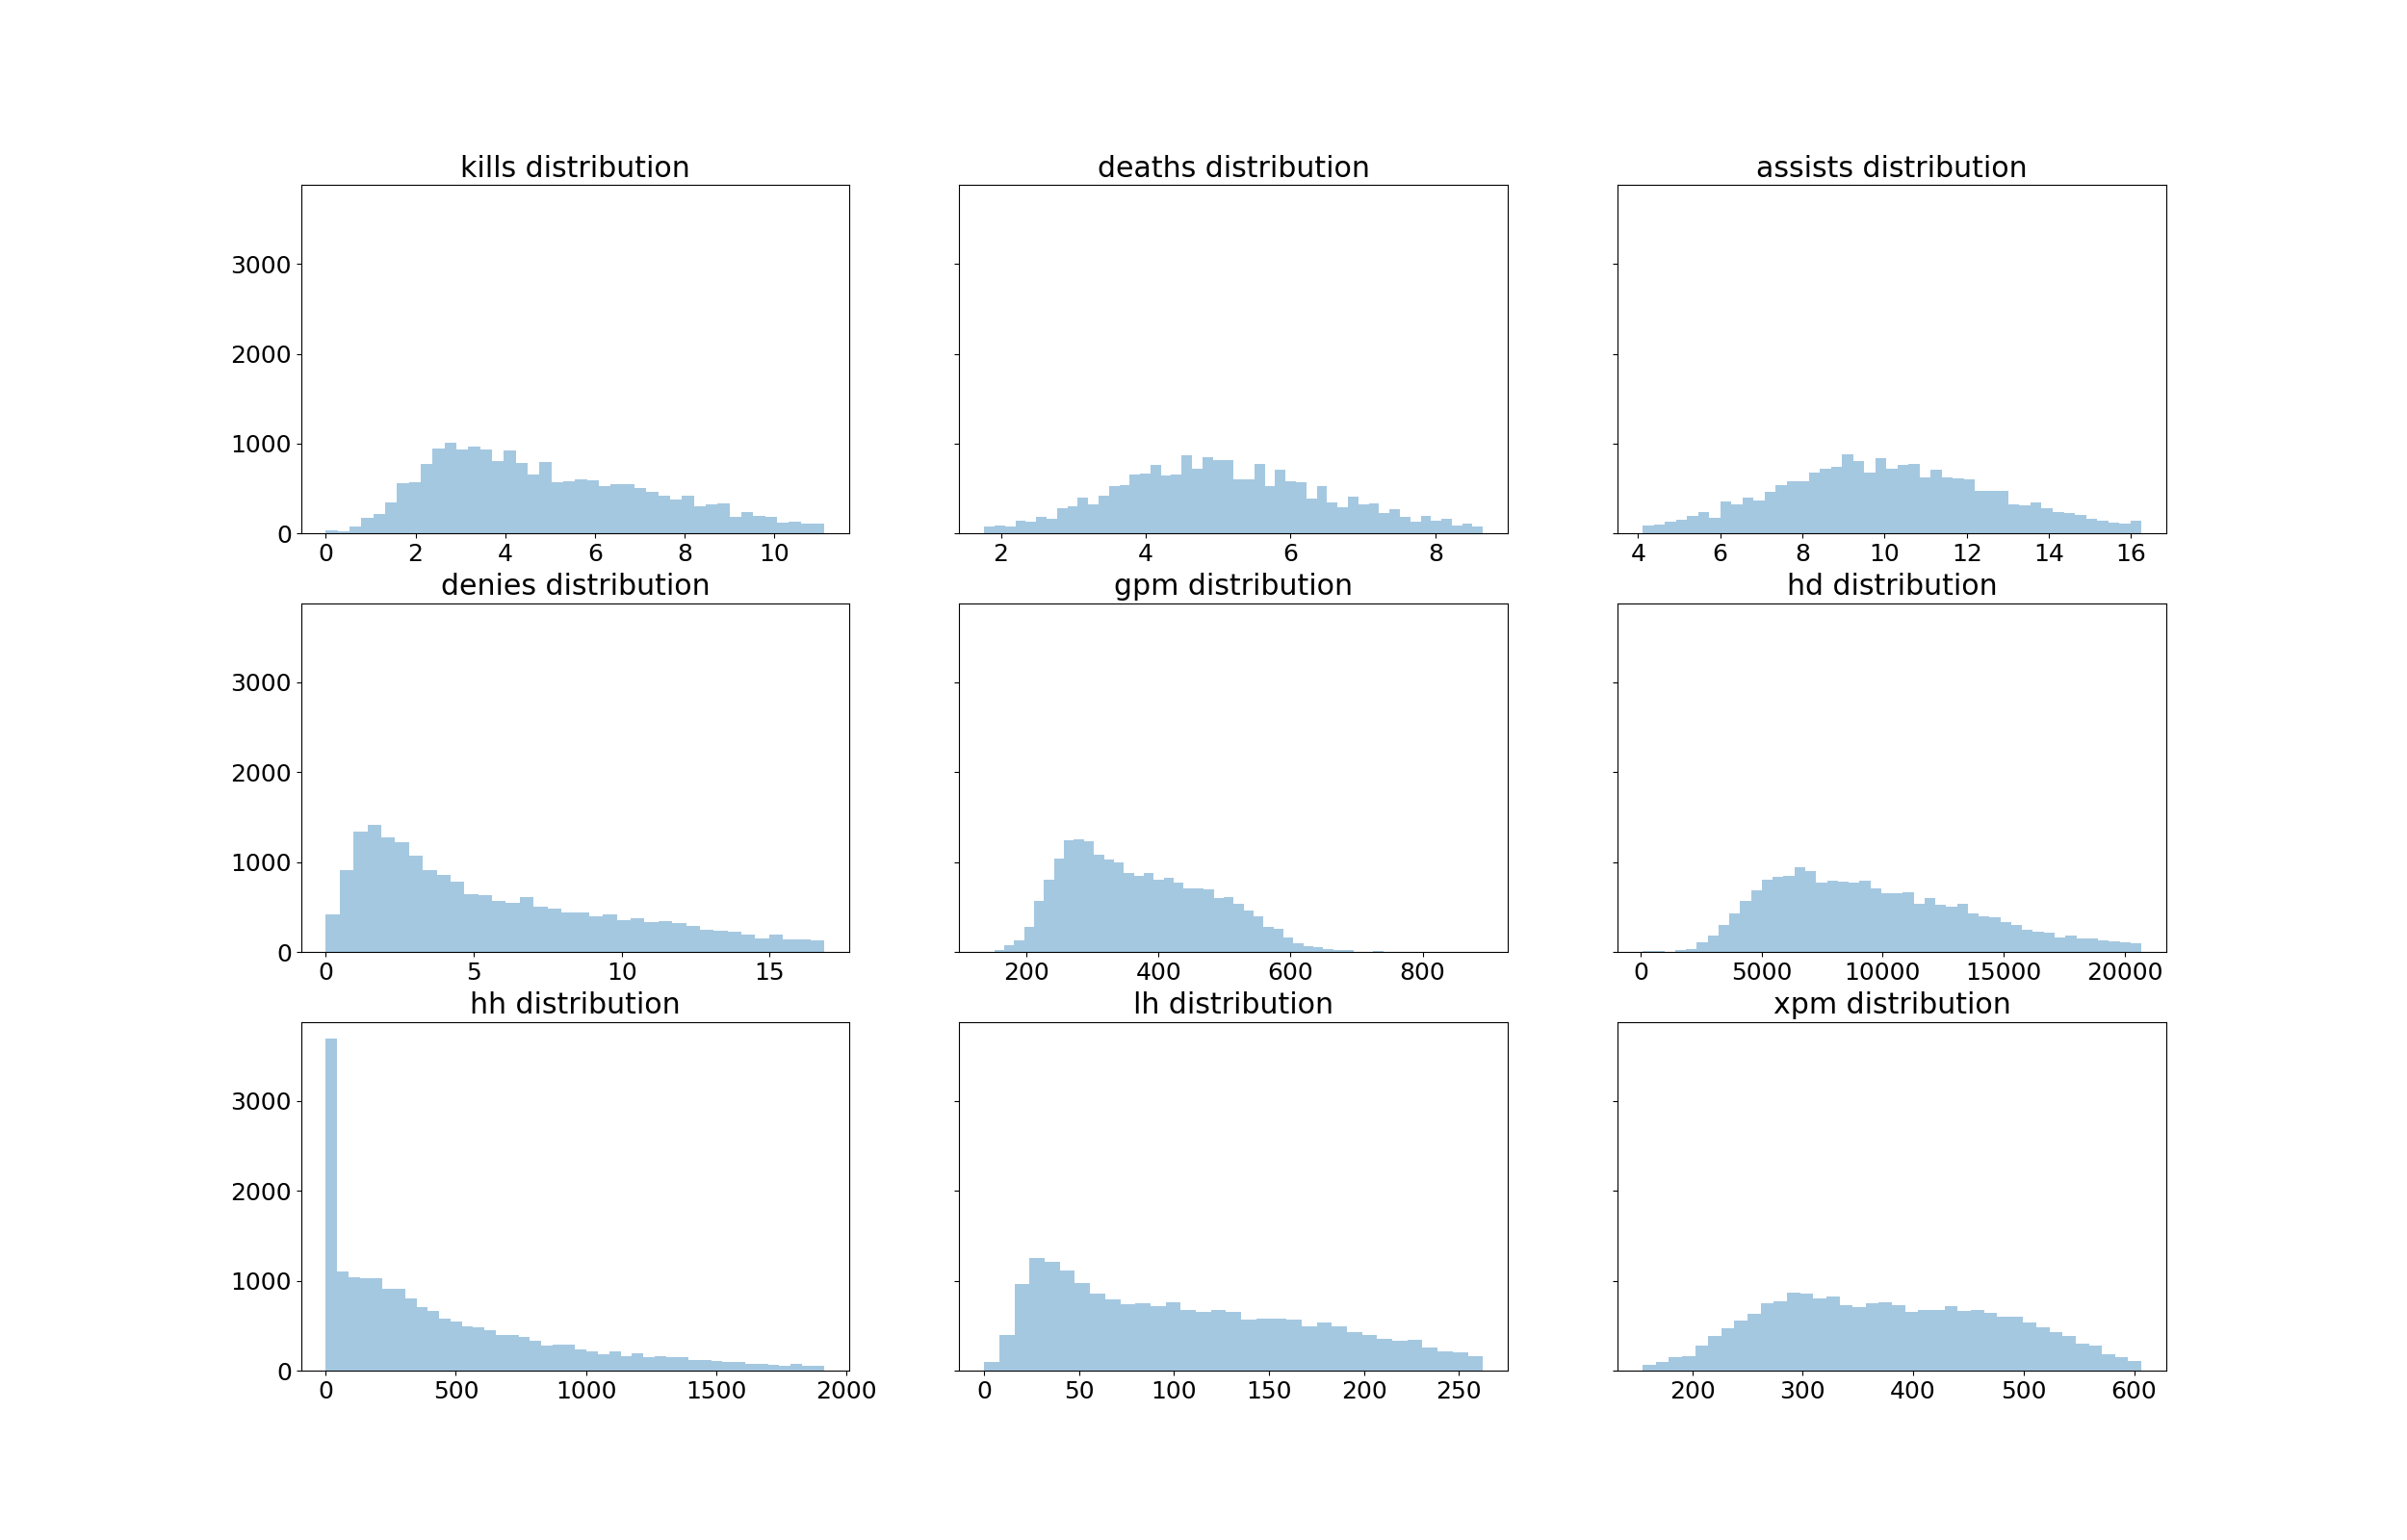 kills distribution
deaths distribution
assists distribution
3000
2000
1000
0
0 2 4 6 8 10
2 4 6 8
4 6 8 10 12 14 16
denies distribution
gpm distribution
hd distribution
3000
2000
1000
0
0 5 10 15
200 400 600 800
0 5000 10000 15000 20000
hh distribution
lh distribution
xpm distribution
3000
2000
1000
0
0 500 1000 1500 2000
0 50 100 150 200 250
200 300 400 500 600